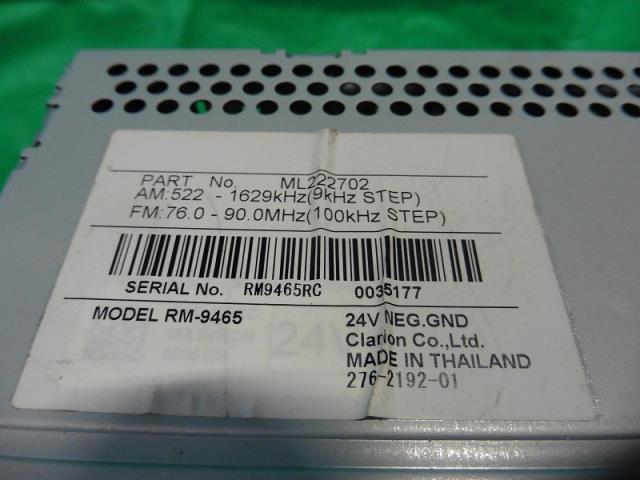 PART No. ML222702
AM:522 - 1629kHz(9kHz STEP)
FM:76.0 - 90.0MHz(100kHz STEP)
SERIAL No. RM9465RC 0035177
MODEL RM-9465
24V NEG.GND
Clarion Co.,Ltd.
MADE IN THAILAND
276-2192-01
24V